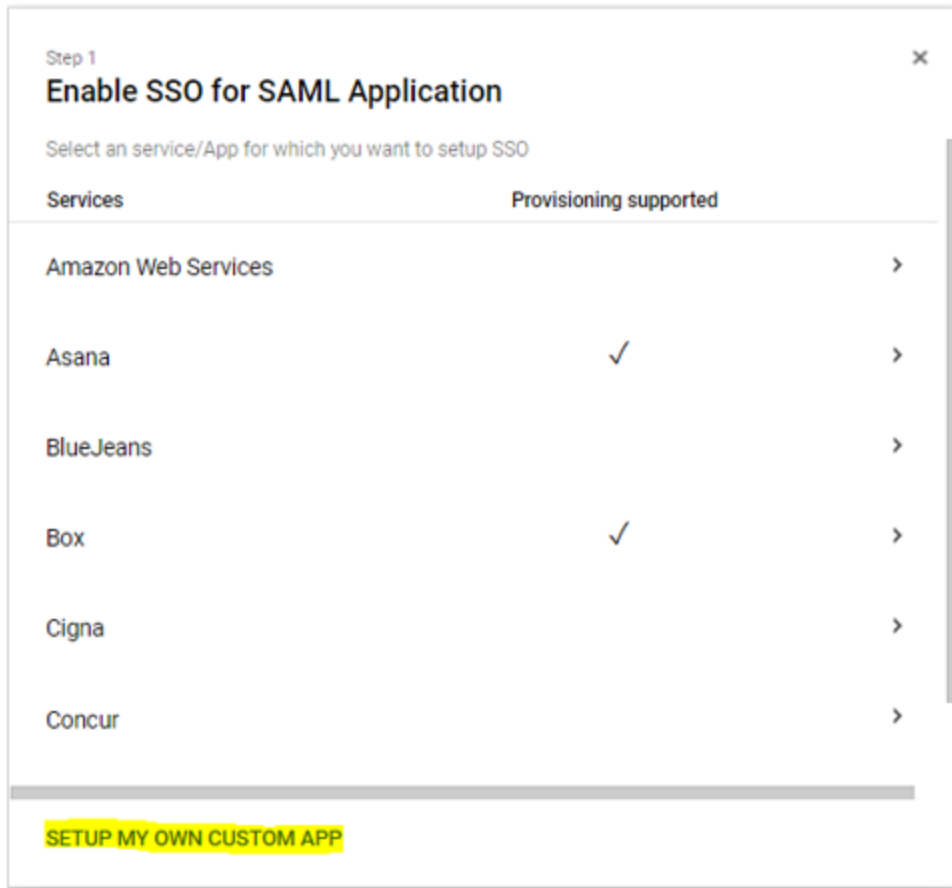 Step 1
Enable SSO for SAML Application
Select an service/App for which you want to setup SSO
Services Provisioning supported
Amazon Web Services
Asana ✓
BlueJeans
Box ✓
Cigna
Concur
SETUP MY OWN CUSTOM APP